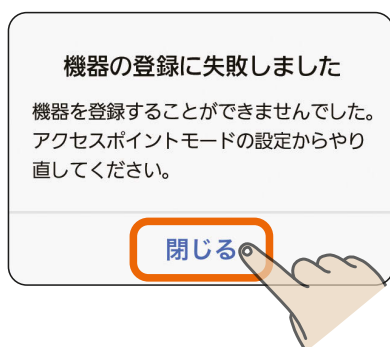 機器の登録に失敗しました
機器を登録することができませんでした。
アクセスポイントモードの設定からやり
直してください。
閉じる